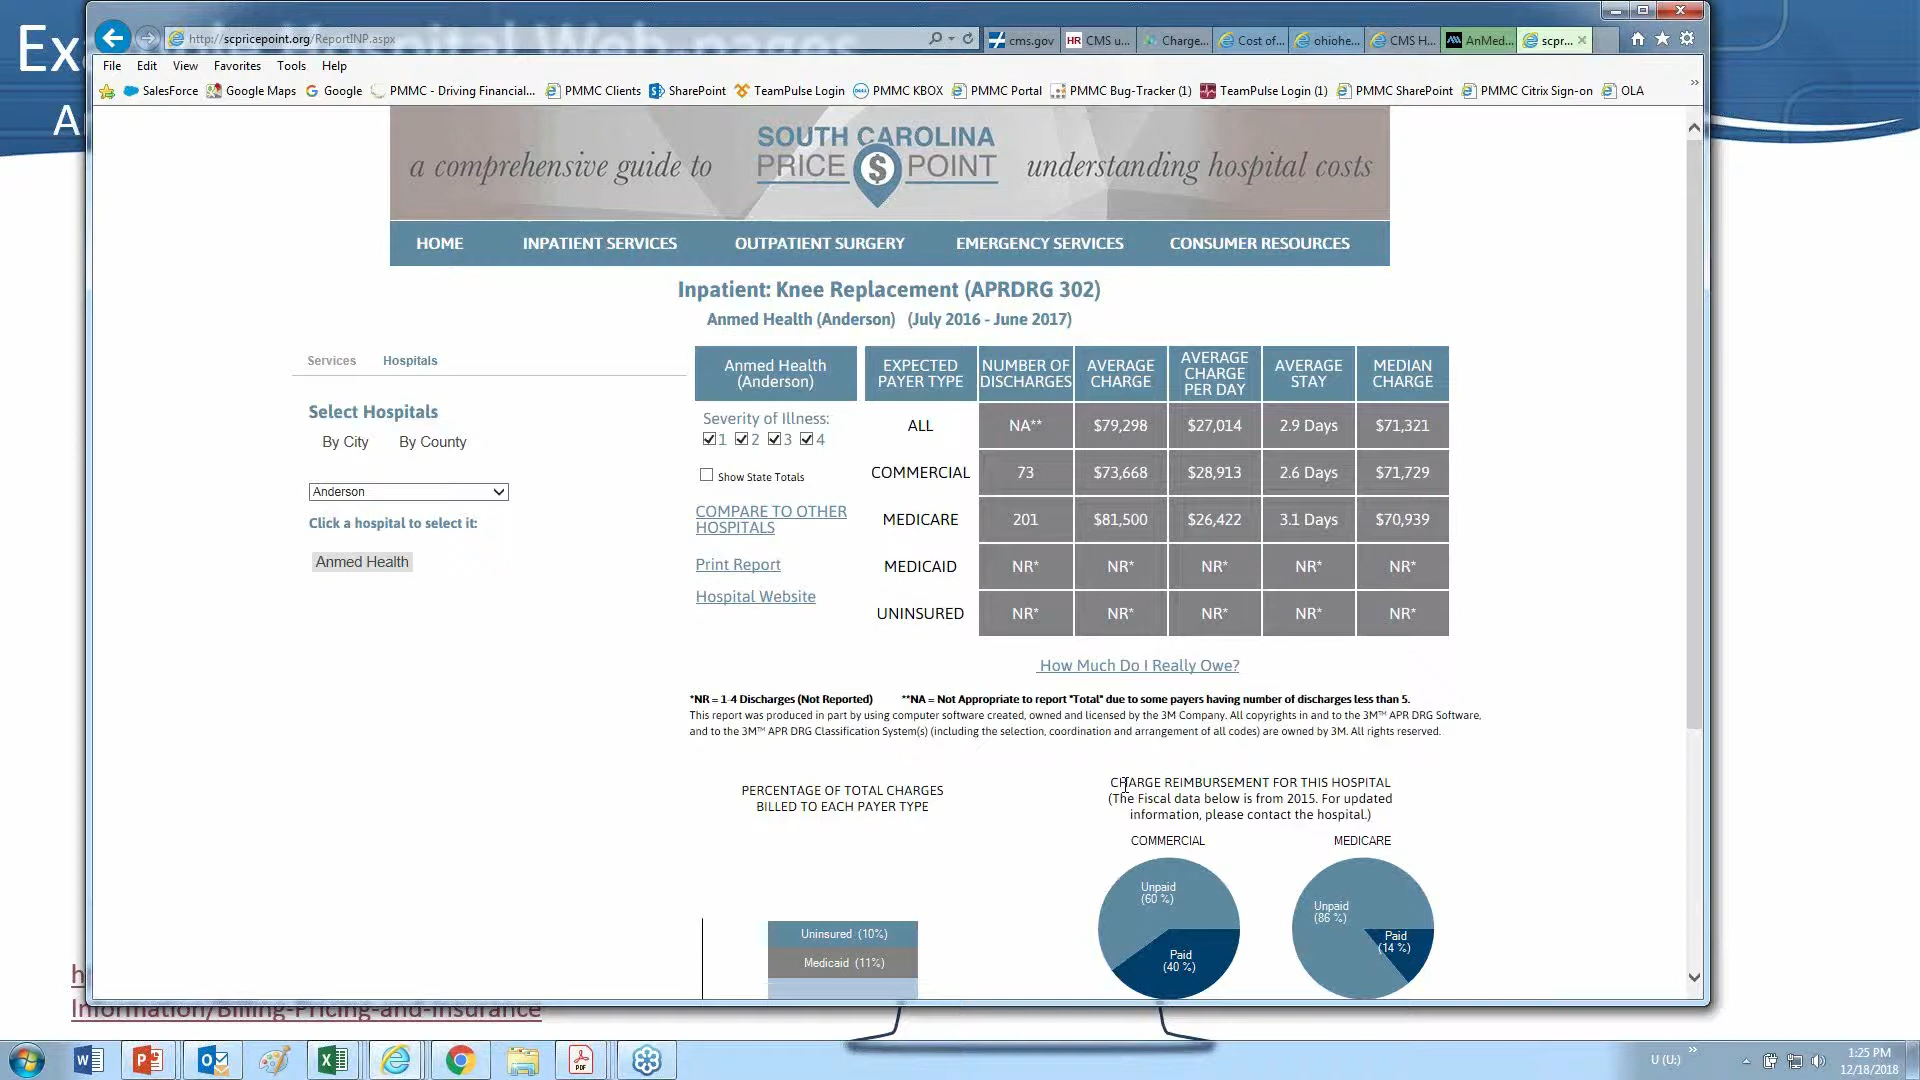 Ex
http://scpricepoint.org/ReportINP.aspx
cms.gov
HR CMS u...
Charge...
Cost of...
ohiohe...
CMS H...
AnMed...
scpr...
File Edit View Favorites Tools Help
SalesForce Google Maps Google PMMC - Driving Financial... PMMC Clients SharePoint TeamPulse Login PMMC KBOX PMMC Portal PMMC Bug-Tracker (1) TeamPulse Login (1) PMMC SharePoint PMMC Citrix Sign-on OLA
A
a comprehensive guide to
SOUTH CAROLINA
PRICE $ POINT
understanding hospital costs
HOME INPATIENT SERVICES OUTPATIENT SURGERY EMERGENCY SERVICES CONSUMER RESOURCES
Inpatient: Knee Replacement (APRDRG 302)
Anmed Health (Anderson) (July 2016 - June 2017)
Services Hospitals
Select Hospitals
By City By County
Anderson
Click a hospital to select it:
Anmed Health
Anmed Health
(Anderson)
Severity of Illness:
1 2 3 4
Show State Totals
COMPARE TO OTHER
HOSPITALS
Print Report
Hospital Website
EXPECTED
PAYER TYPE
NUMBER OF
DISCHARGES
AVERAGE
CHARGE
AVERAGE
CHARGE
PER DAY
AVERAGE
STAY
MEDIAN
CHARGE
ALL NA** $79,298 $27,014 2.9 Days $71,321
COMMERCIAL 73 $73,668 $28,913 2.6 Days $71,729
MEDICARE 201 $81,500 $26,422 3.1 Days $70,939
MEDICAID NR* NR* NR* NR* NR*
UNINSURED NR* NR* NR* NR* NR*
How Much Do I Really Owe?
*NR = 1-4 Discharges (Not Reported) **NA = Not Appropriate to report "Total" due to some payers having number of discharges less than 5.
This report was produced in part by using computer software created, owned and licensed by the 3M Company. All copyrights in and to the 3M™ APR DRG Software,
and to the 3M™ APR DRG Classification System(s) (including the selection, coordination and arrangement of all codes) are owned by 3M. All rights reserved.
PERCENTAGE OF TOTAL CHARGES
BILLED TO EACH PAYER TYPE
Uninsured (10%)
Medicaid (11%)
CHARGE REIMBURSEMENT FOR THIS HOSPITAL
(The Fiscal data below is from 2015. For updated
information, please contact the hospital.)
COMMERCIAL
Unpaid
(60 %)
Paid
(40 %)
MEDICARE
Unpaid
(86 %)
Paid
(14 %)
h
Information/Billing-Pricing-and-Insurance
U (U:)
1:25 PM
12/18/2018